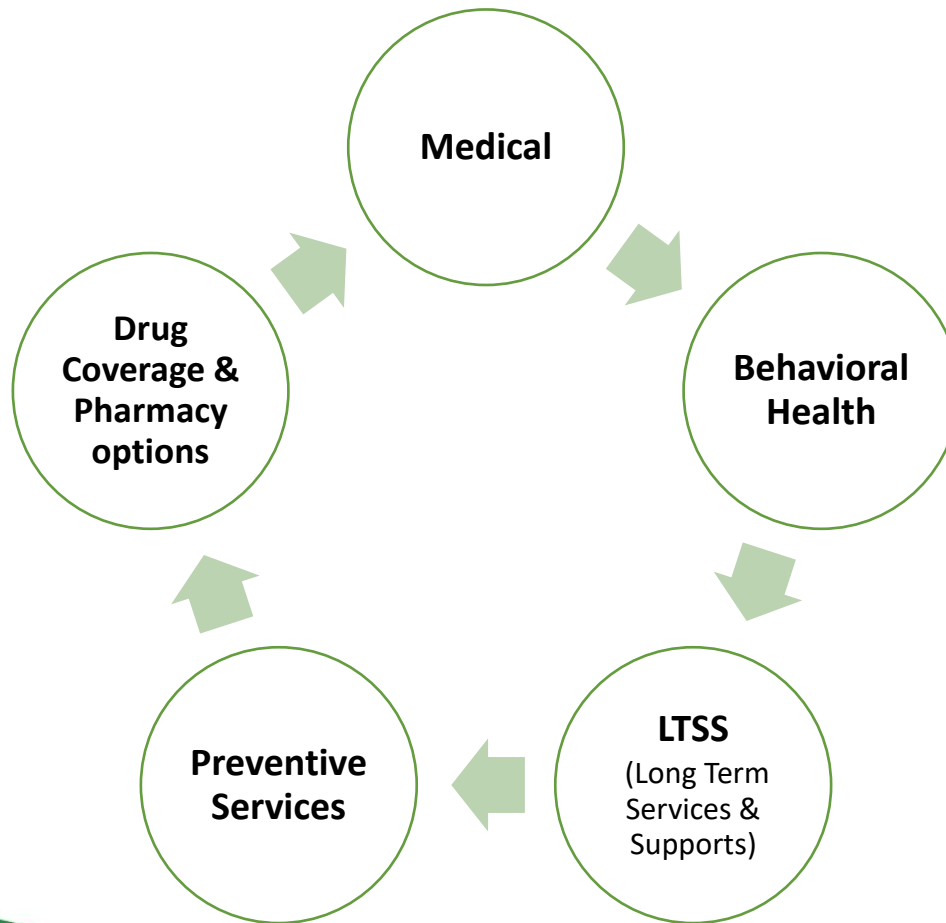 Medical
Behavioral
Health
LTSS
(Long Term
Services &
Supports)
Preventive
Services
Drug
Coverage &
Pharmacy
options